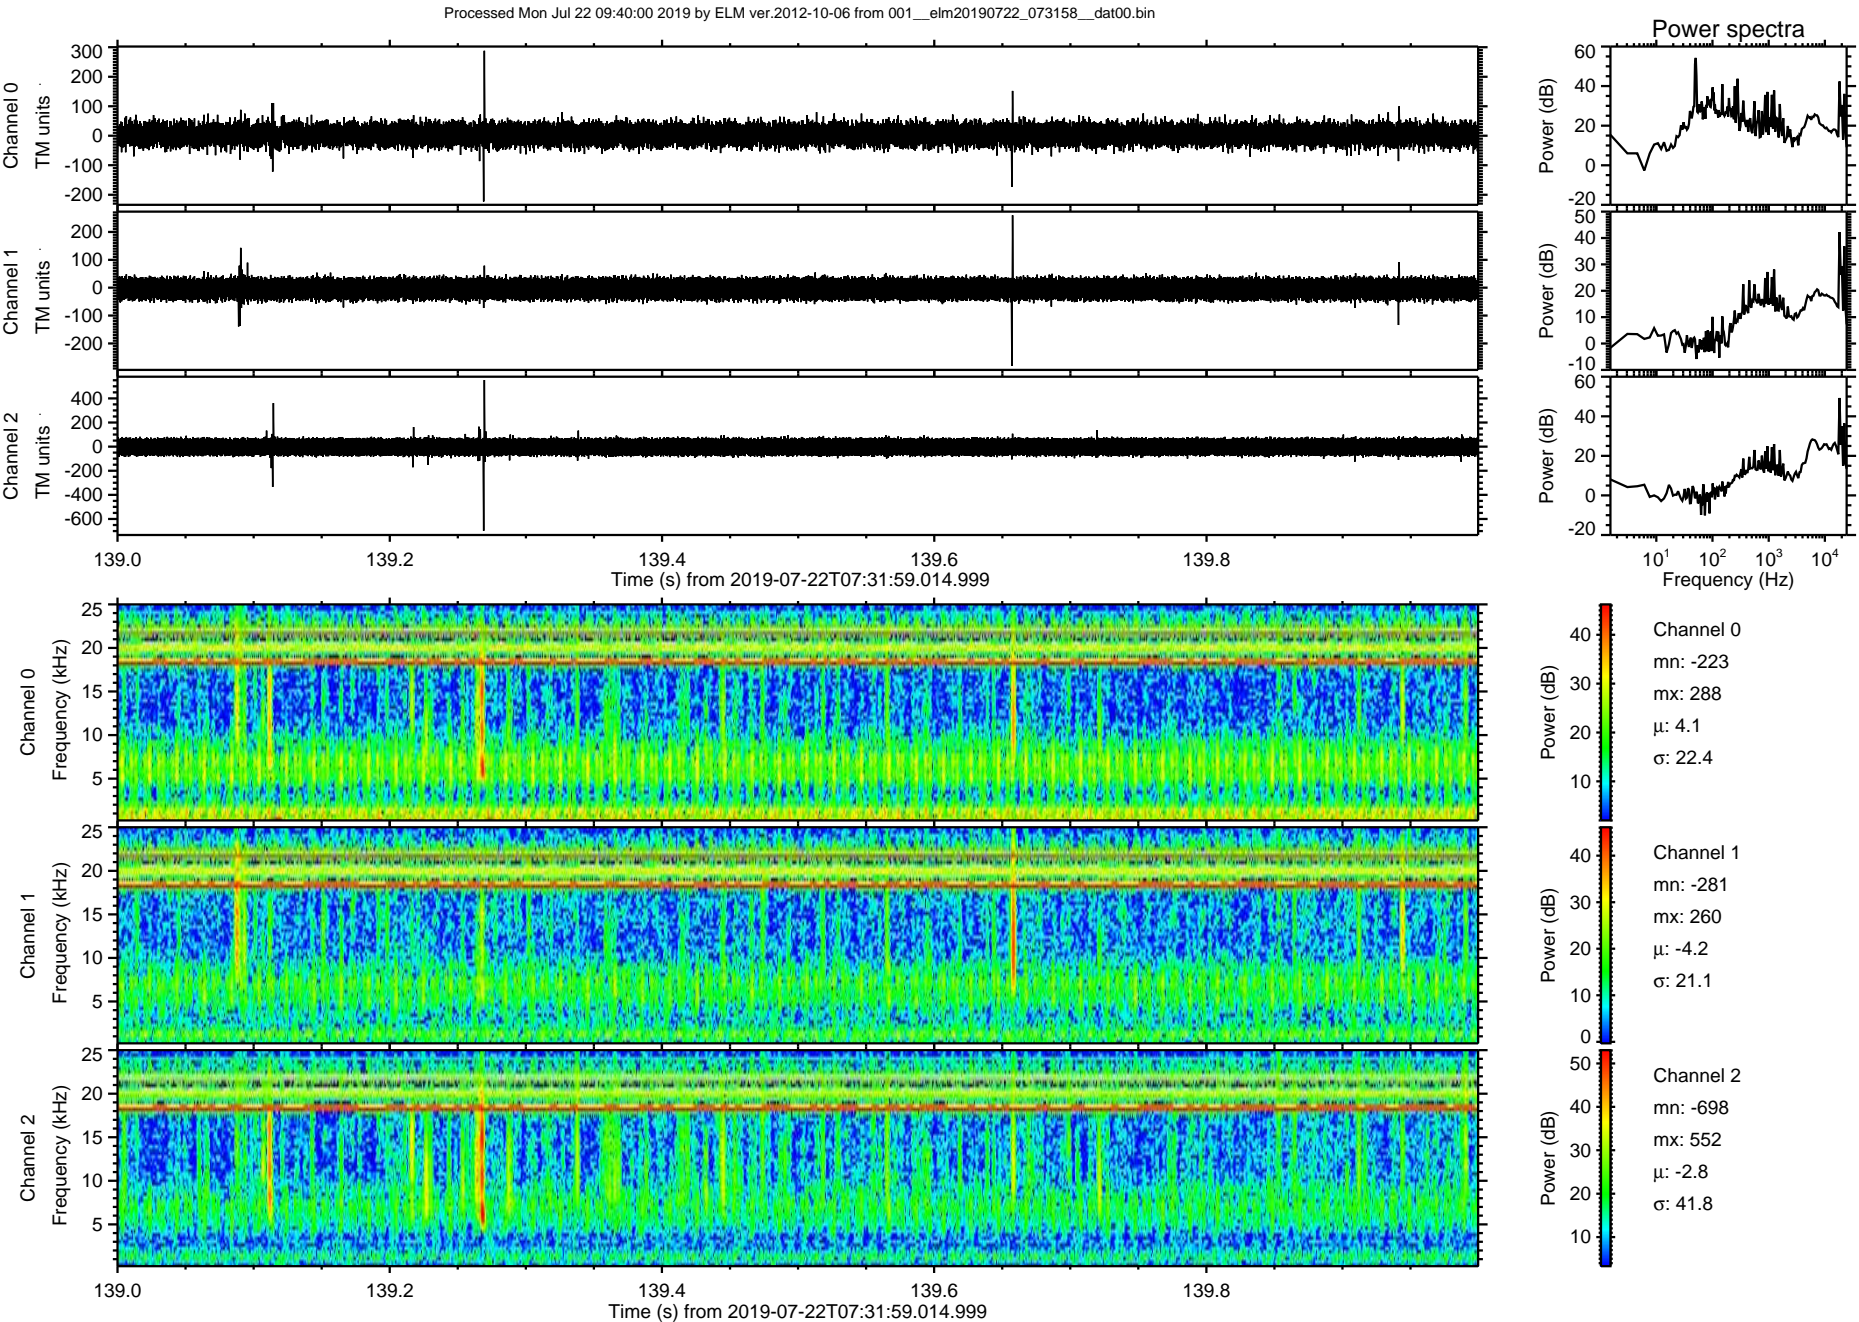 Processed Mon Jul 22 09:40:00 2019 by ELM ver.2012-10-06 from 001__elm20190722_073158__dat00.bin
Power spectra
Channel 0
TM units
300
200
100
0
-100
-200
Power (dB)
60
40
20
0
-20
Channel 1
TM units
200
100
0
-100
-200
Power (dB)
50
40
30
20
10
0
-10
Channel 2
TM units
400
200
0
-200
-400
-600
Power (dB)
60
40
20
0
-20
139.0 139.2 139.4 139.6 139.8
Time (s) from 2019-07-22T07:31:59.014.999
10^1 10^2 10^3 10^4
Frequency (Hz)
Channel 0
Frequency (kHz)
25
20
15
10
5
Power (dB)
40
30
20
10
Channel 0
mn: -223
mx: 288
μ: 4.1
σ: 22.4
Channel 1
Frequency (kHz)
25
20
15
10
5
Power (dB)
40
30
20
10
0
Channel 1
mn: -281
mx: 260
μ: -4.2
σ: 21.1
Channel 2
Frequency (kHz)
25
20
15
10
5
Power (dB)
50
40
30
20
10
Channel 2
mn: -698
mx: 552
μ: -2.8
σ: 41.8
139.0 139.2 139.4 139.6 139.8
Time (s) from 2019-07-22T07:31:59.014.999